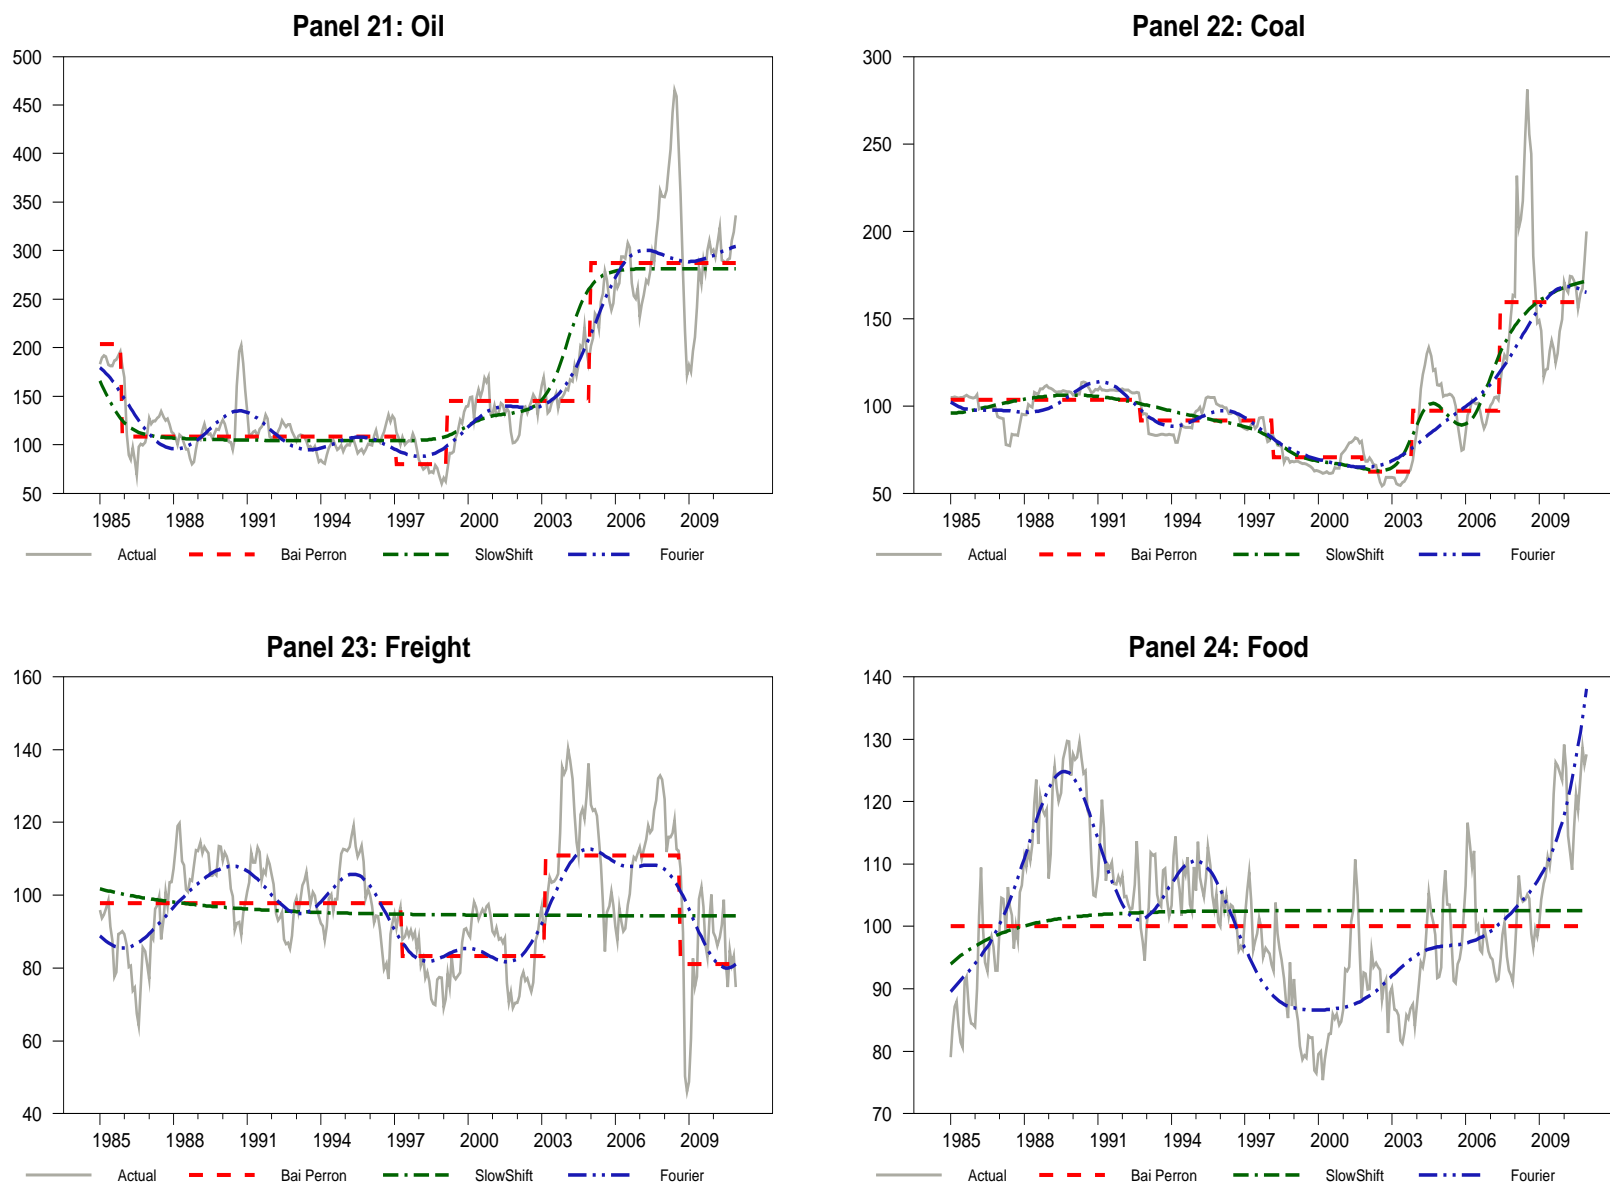 Panel 21: Oil
500
450
400
350
300
250
200
150
100
50
1985 1988 1991 1994 1997 2000 2003 2006 2009
Actual Bai Perron SlowShift Fourier
Panel 22: Coal
300
250
200
150
100
50
1985 1988 1991 1994 1997 2000 2003 2006 2009
Actual Bai Perron SlowShift Fourier
Panel 23: Freight
160
140
120
100
80
60
40
1985 1988 1991 1994 1997 2000 2003 2006 2009
Actual Bai Perron SlowShift Fourier
Panel 24: Food
140
130
120
110
100
90
80
70
1985 1988 1991 1994 1997 2000 2003 2006 2009
Actual Bai Perron SlowShift Fourier